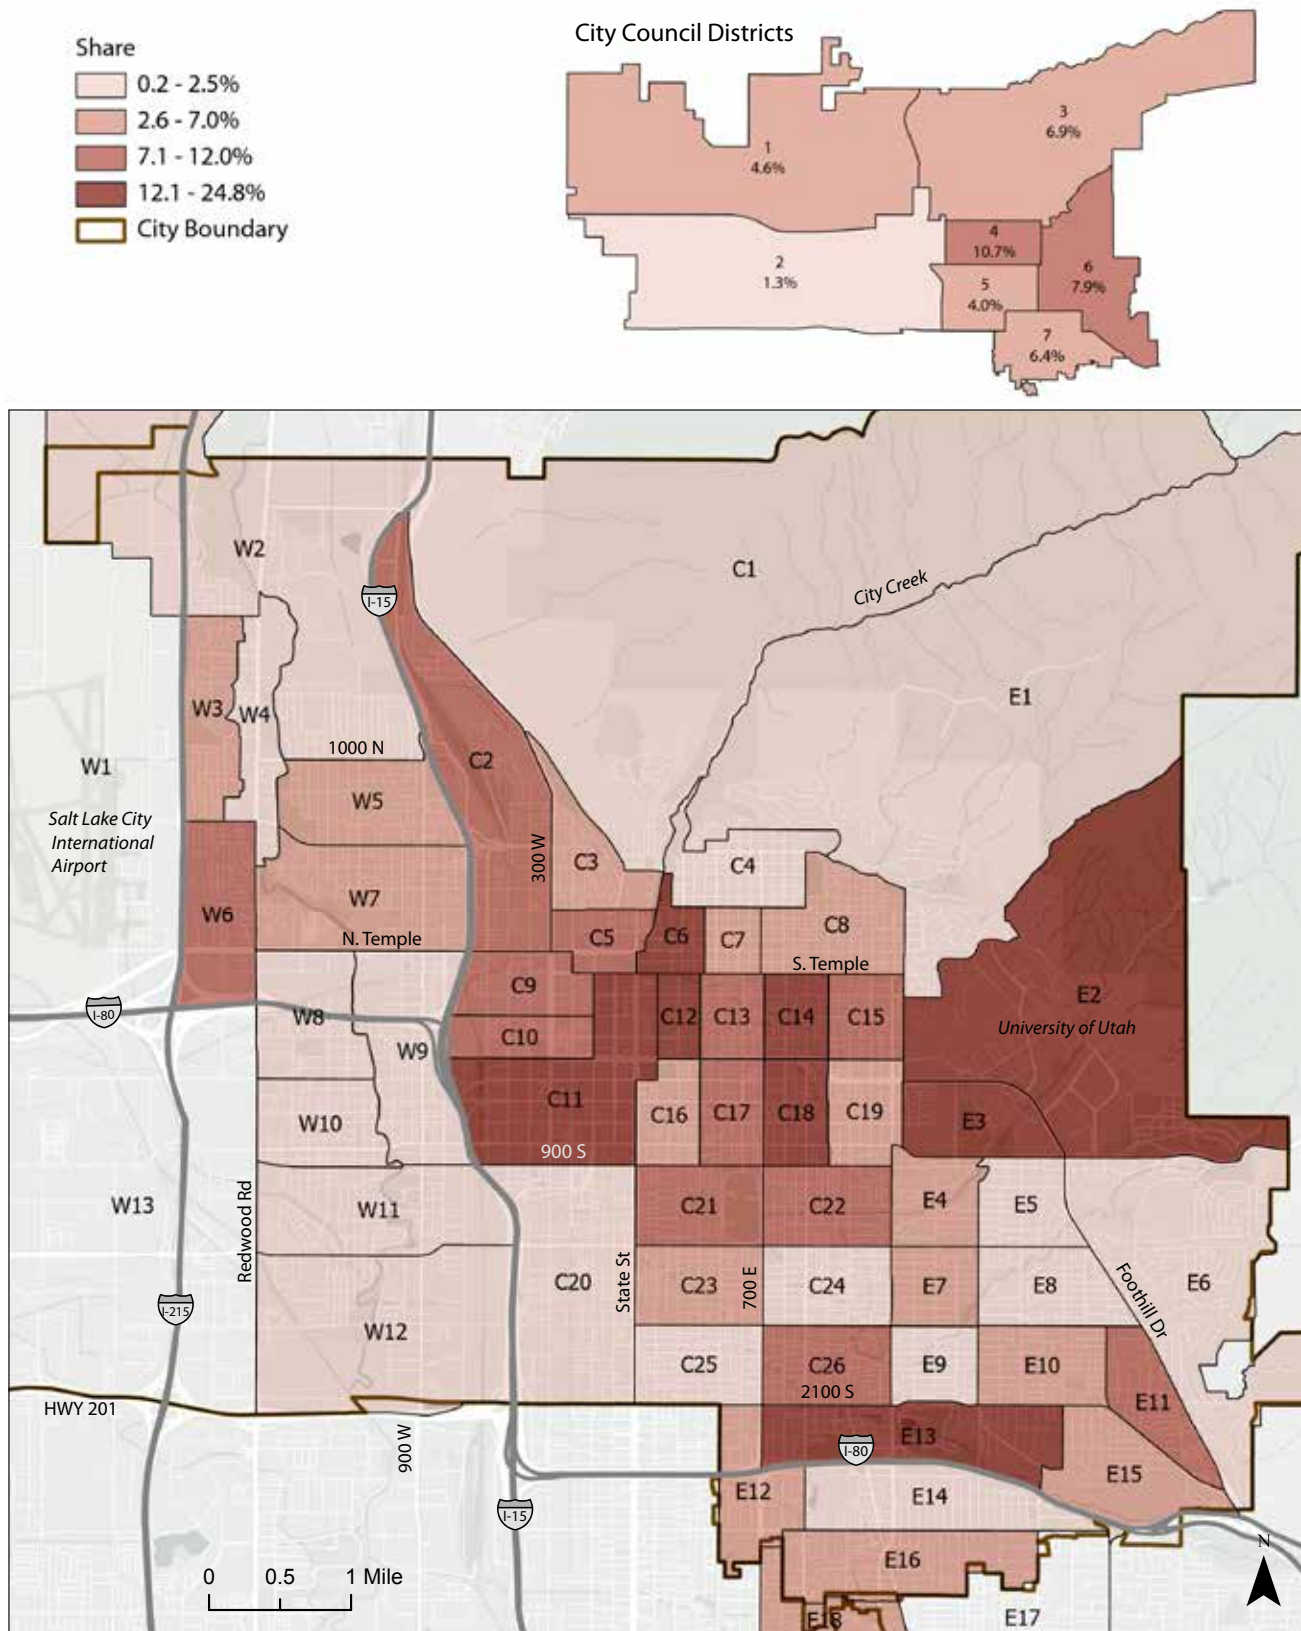 City Council Districts
Share
0.2 - 2.5%
2.6 - 7.0%
7.1 - 12.0%
12.1 - 24.8%
City Boundary
1
4.6%
2
1.3%
3
6.9%
4
10.7%
5
4.0%
6
7.9%
7
6.4%
W2
C1
City Creek
I-15
E1
W3
W4
W1
1000 N
C2
W5
Salt Lake City
International
Airport
300 W
C3
C4
W6
W7
N. Temple
C5
C6
C7
C8
S. Temple
C9
E2
University of Utah
I-80
W8
C10
C12
C13
C14
C15
W9
C11
C16
C17
C18
C19
E3
W10
900 S
W13
Redwood Rd
W11
C21
C22
E4
E5
State St
700 E
Foothill Dr
C20
C23
C24
E7
E8
E6
I-215
W12
C25
C26
E9
E10
2100 S
E11
HWY 201
900 W
E13
I-80
E15
E12
E14
I-15
E16
N
0 0.5 1 Mile
E18
E17